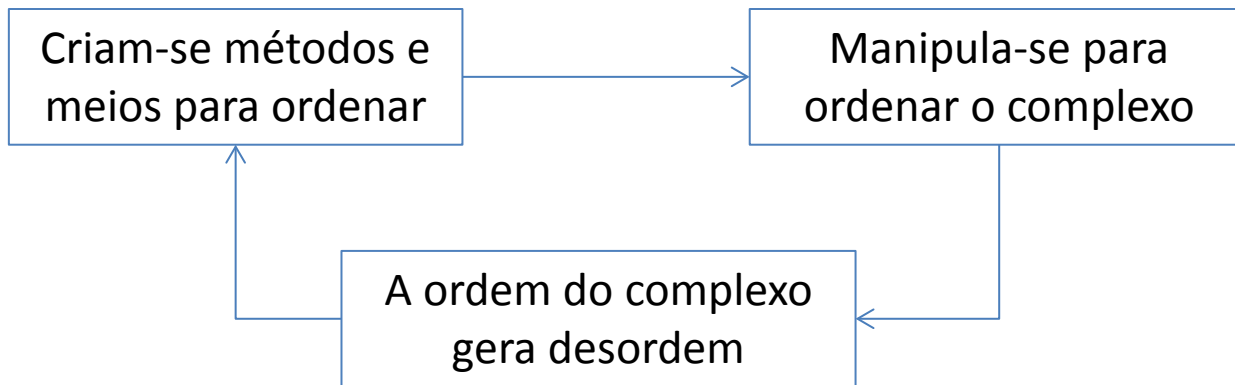 Criam-se métodos e
meios para ordenar
Manipula-se para
ordenar o complexo
A ordem do complexo
gera desordem